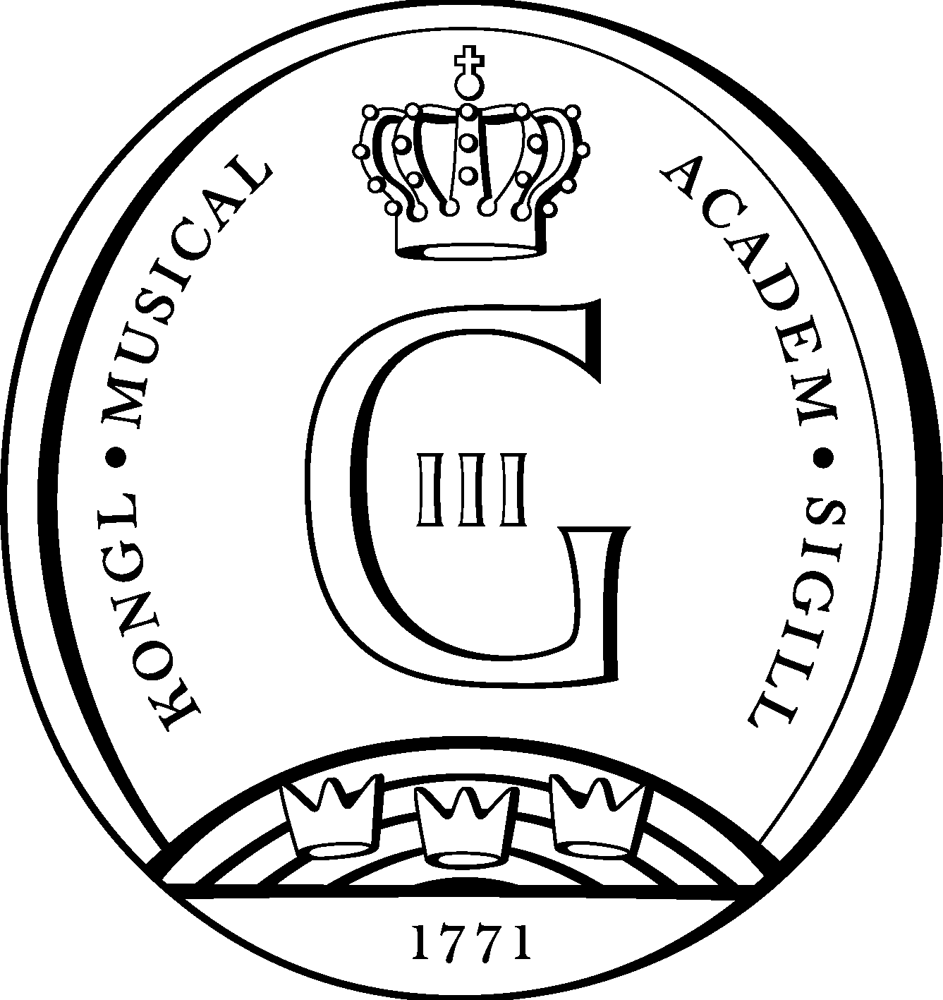 KONGL • MUSICAL ACADEM • SIGILL
G
III
1771